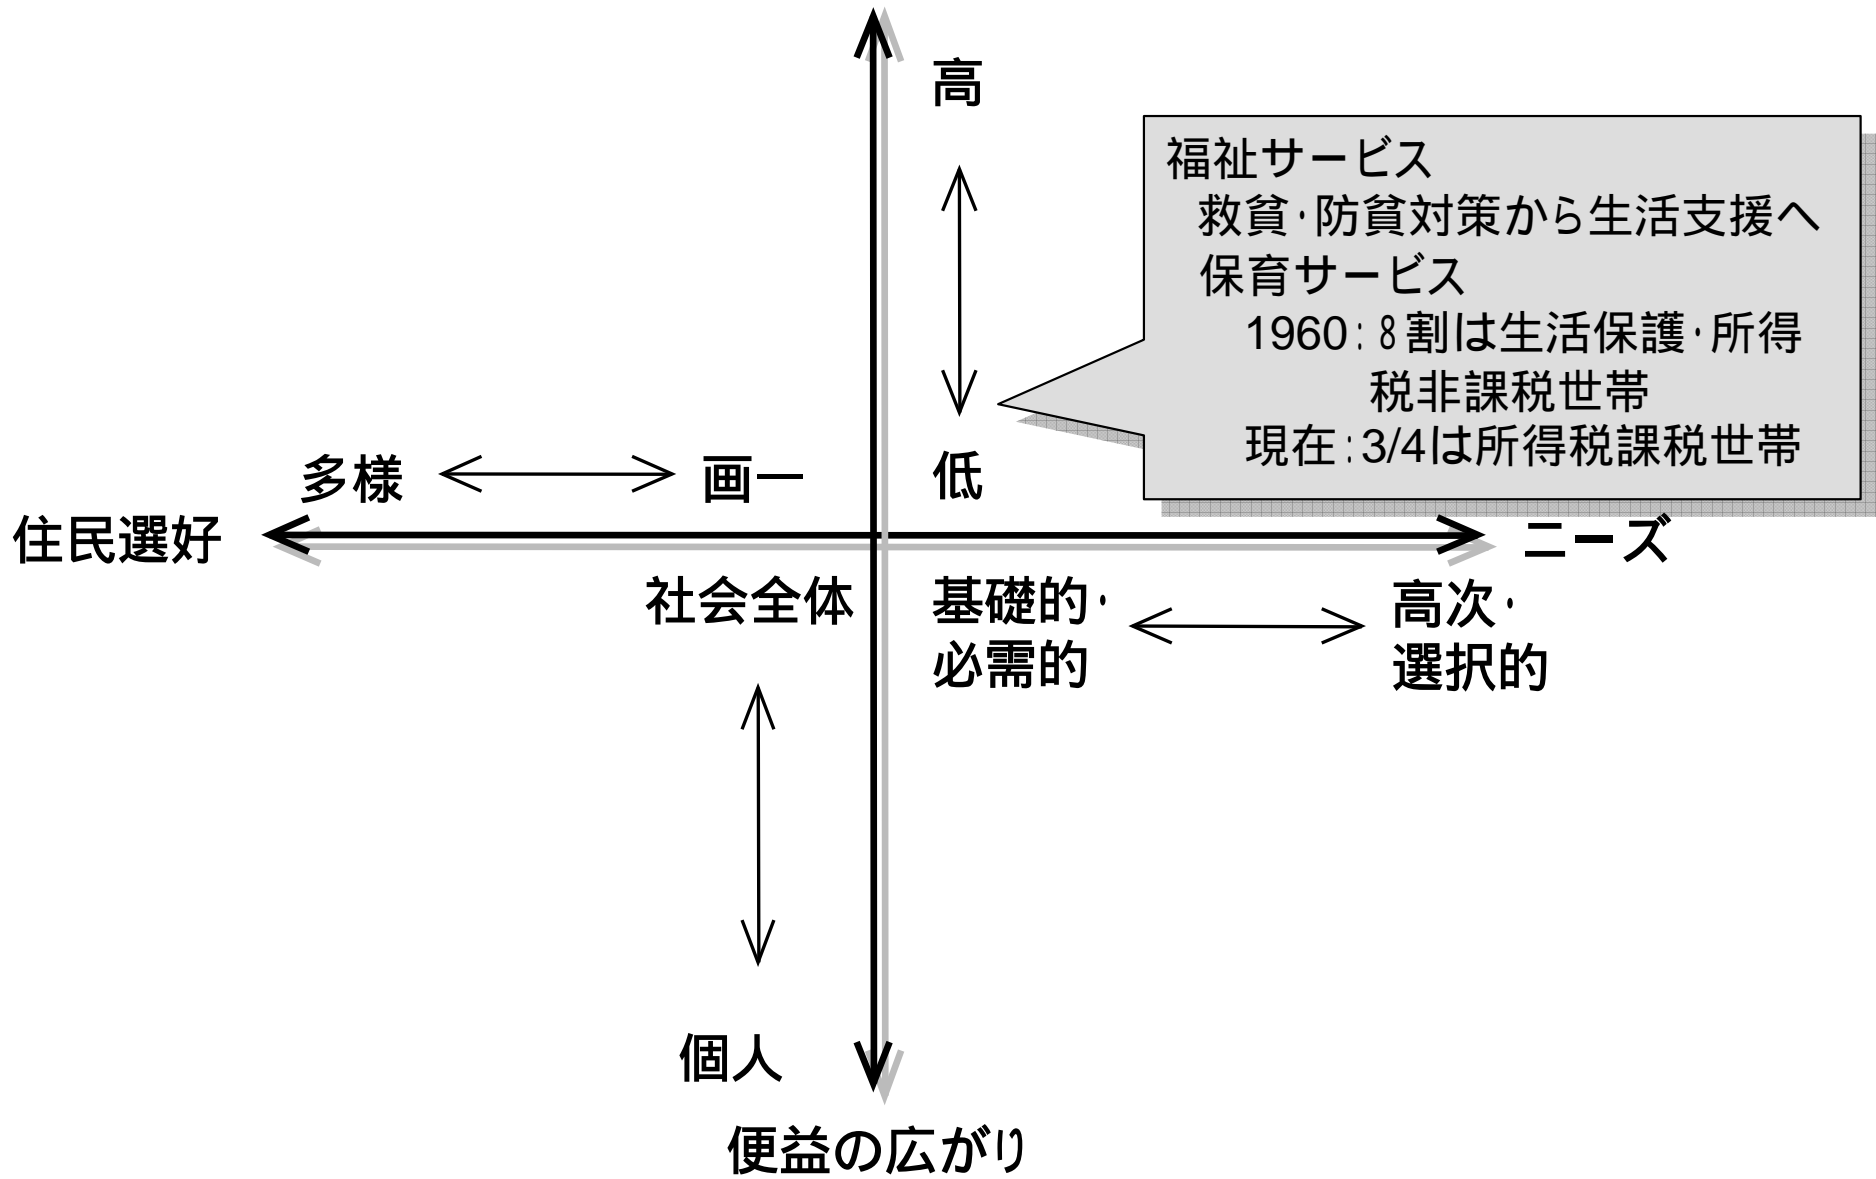 高
福祉サービス
救貧・防貧対策から生活支援へ
保育サービス
1960:8割は生活保護・所得
税非課税世帯
現在:3/4は所得税課税世帯
多様
画一
低
住民選好
ニーズ
社会全体
基礎的・
必需的
高次・
選択的
個人
便益の広がり